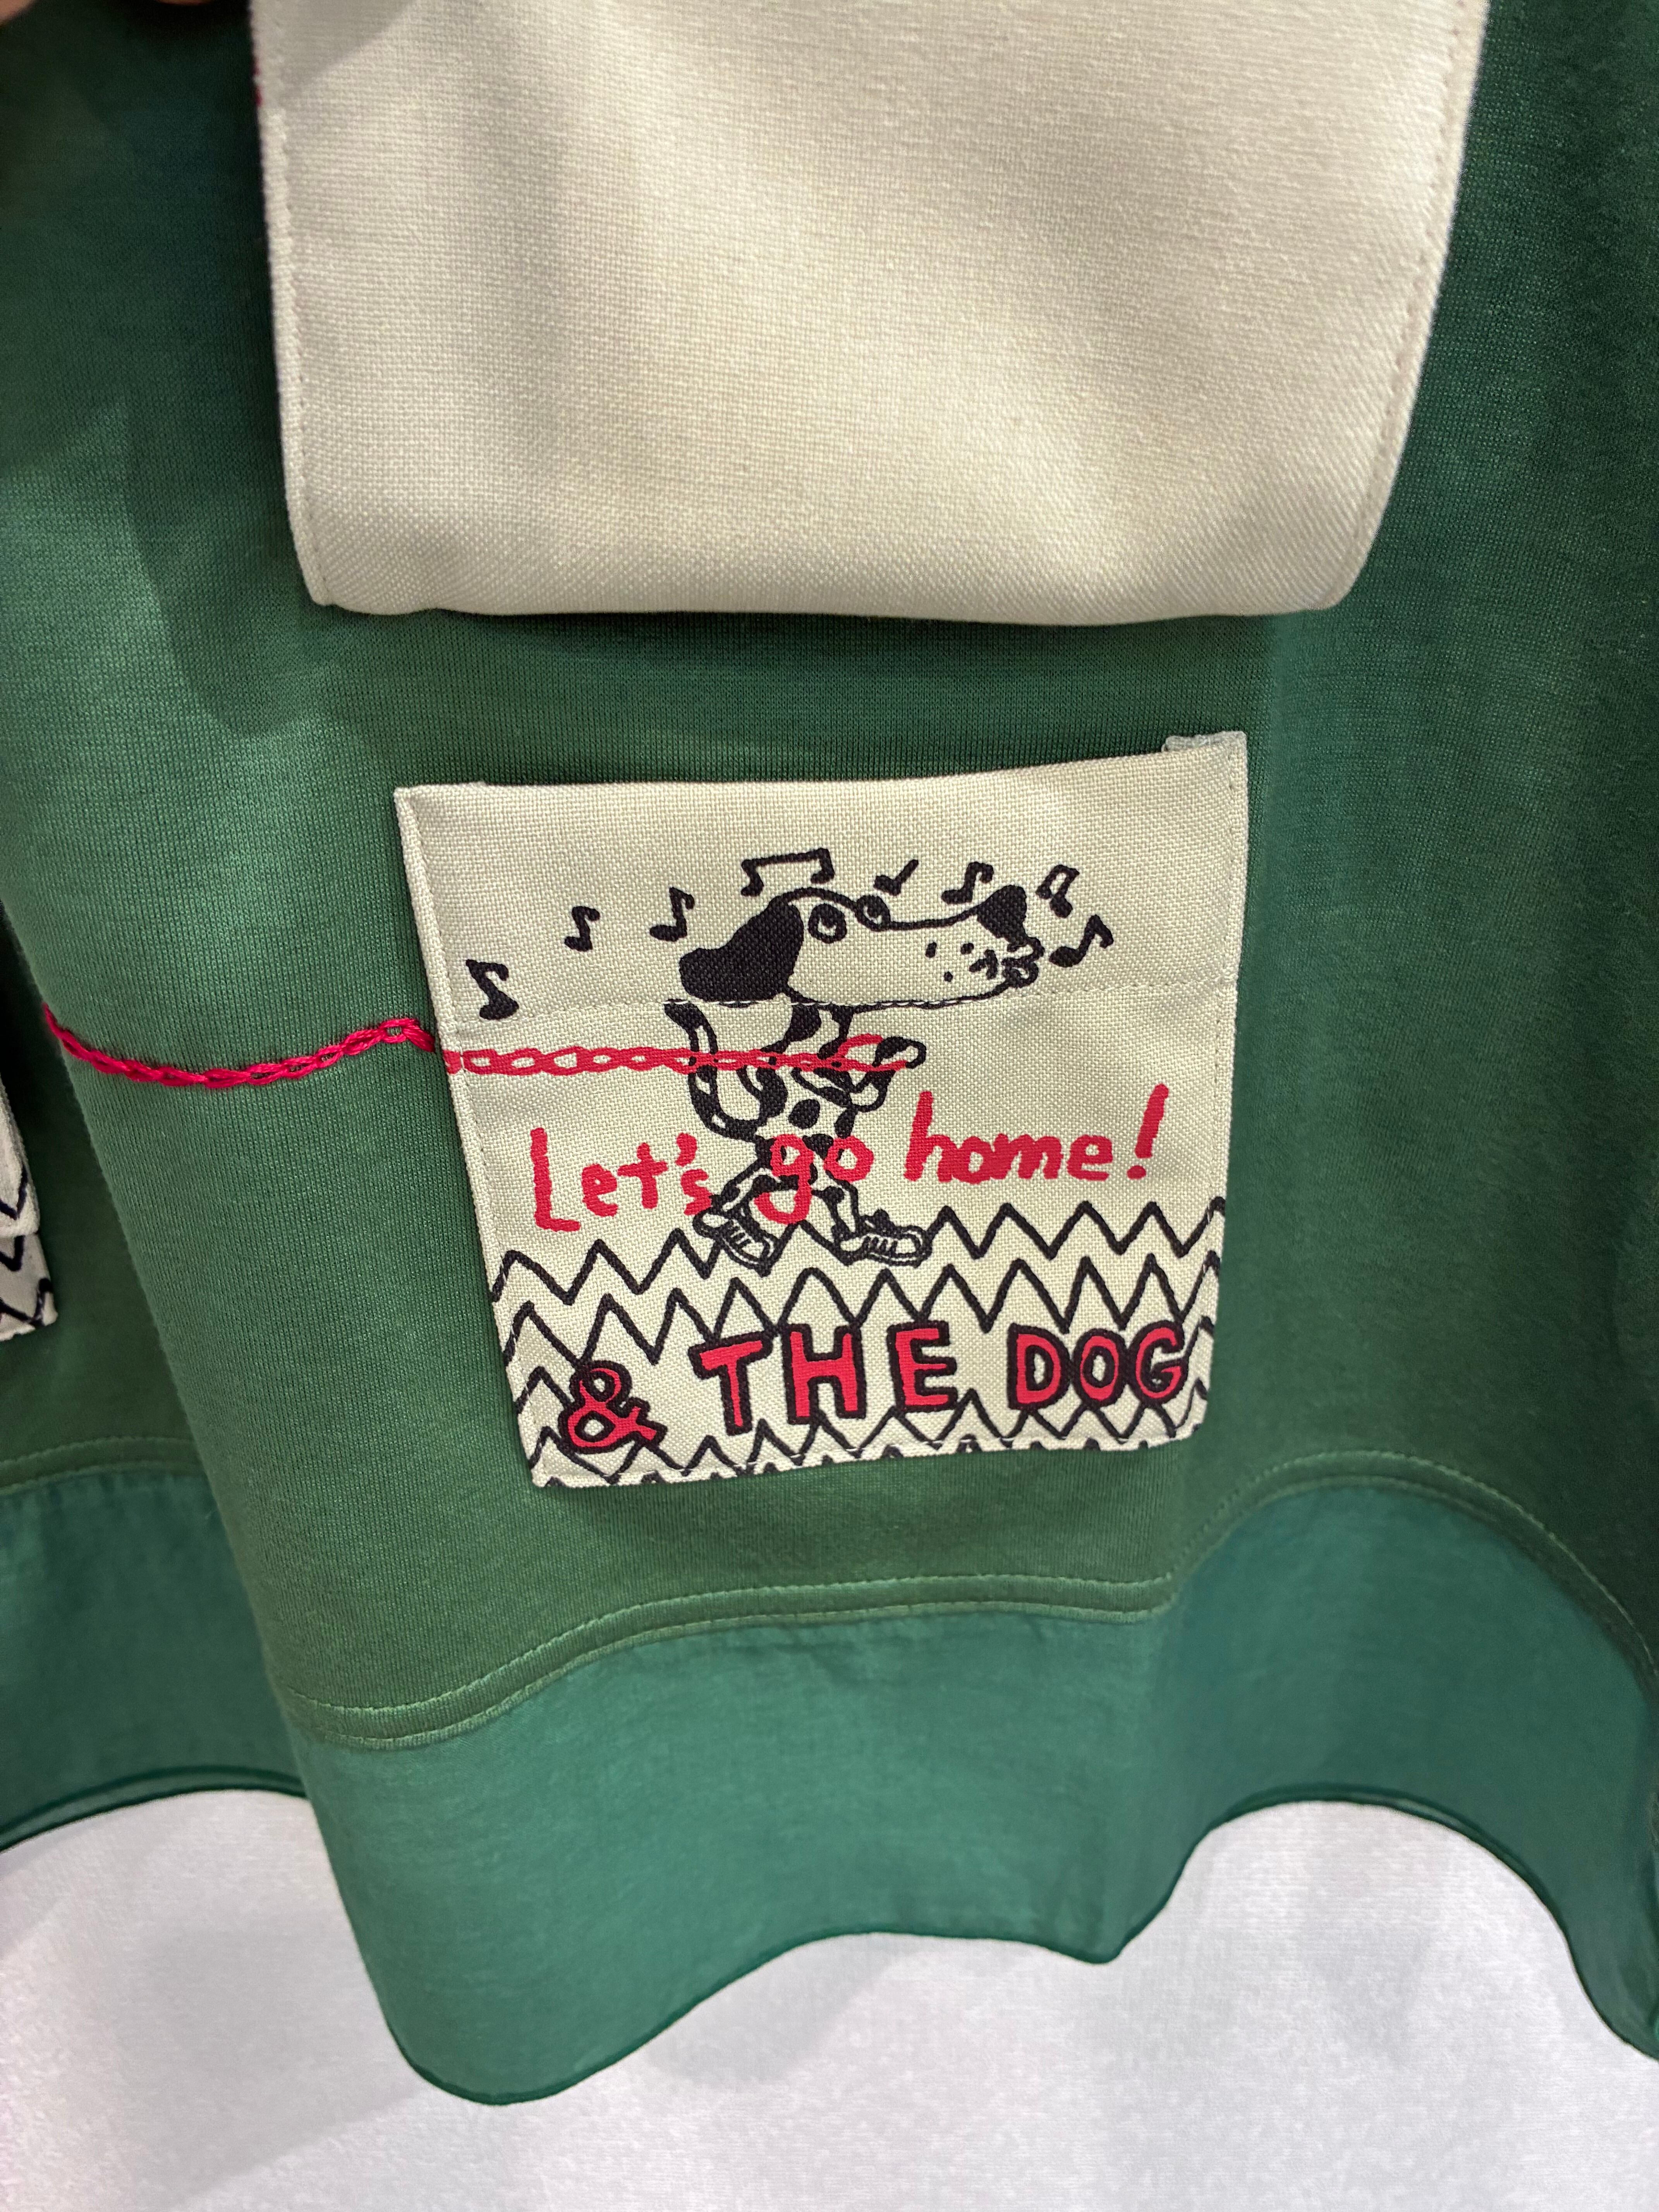 Let's go home!
& THE DOG